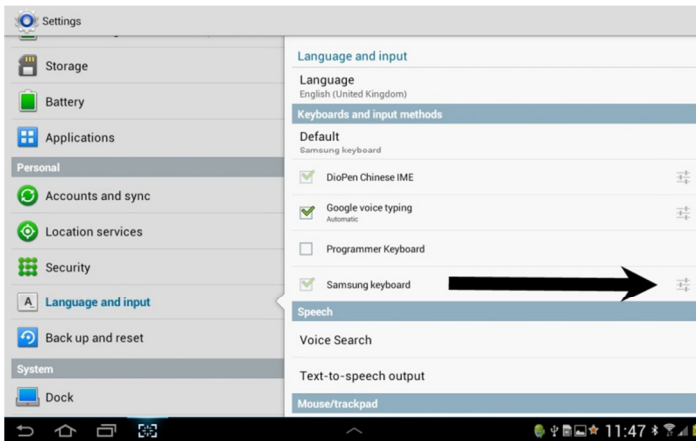 Settings
Storage
Battery
Applications
Personal
Accounts and sync
Location services
Security
Language and input
Back up and reset
System
Dock
Language and input
Language
English (United Kingdom)
Keyboards and input methods
Default
Samsung keyboard
DioPen Chinese IME
Google voice typing
Automatic
Programmer Keyboard
Samsung keyboard
Speech
Voice Search
Text-to-speech output
Mouse/trackpad
11:47